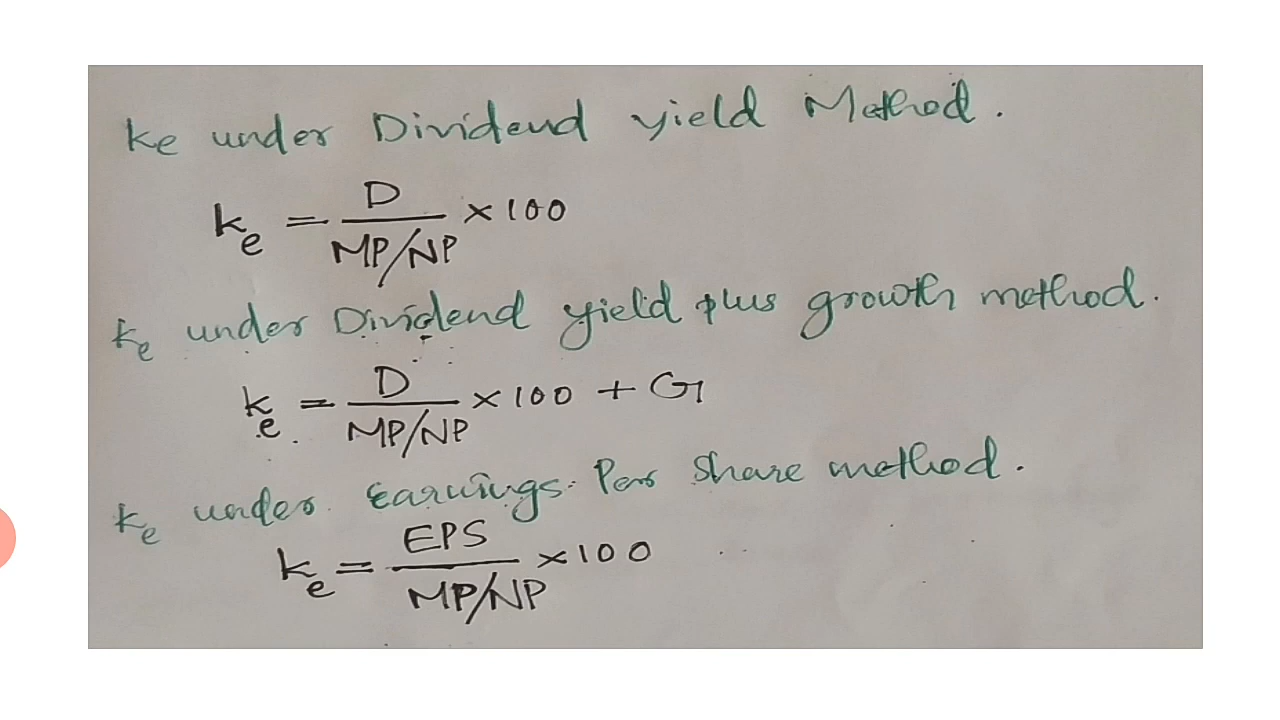 ke under Dividend yield Method.
ke = D / MP/NP × 100
ke under Dividend yield plus growth method.
ke = D / MP/NP × 100 + G
ke under Earnings Per Share method.
ke = EPS / MP/NP × 100